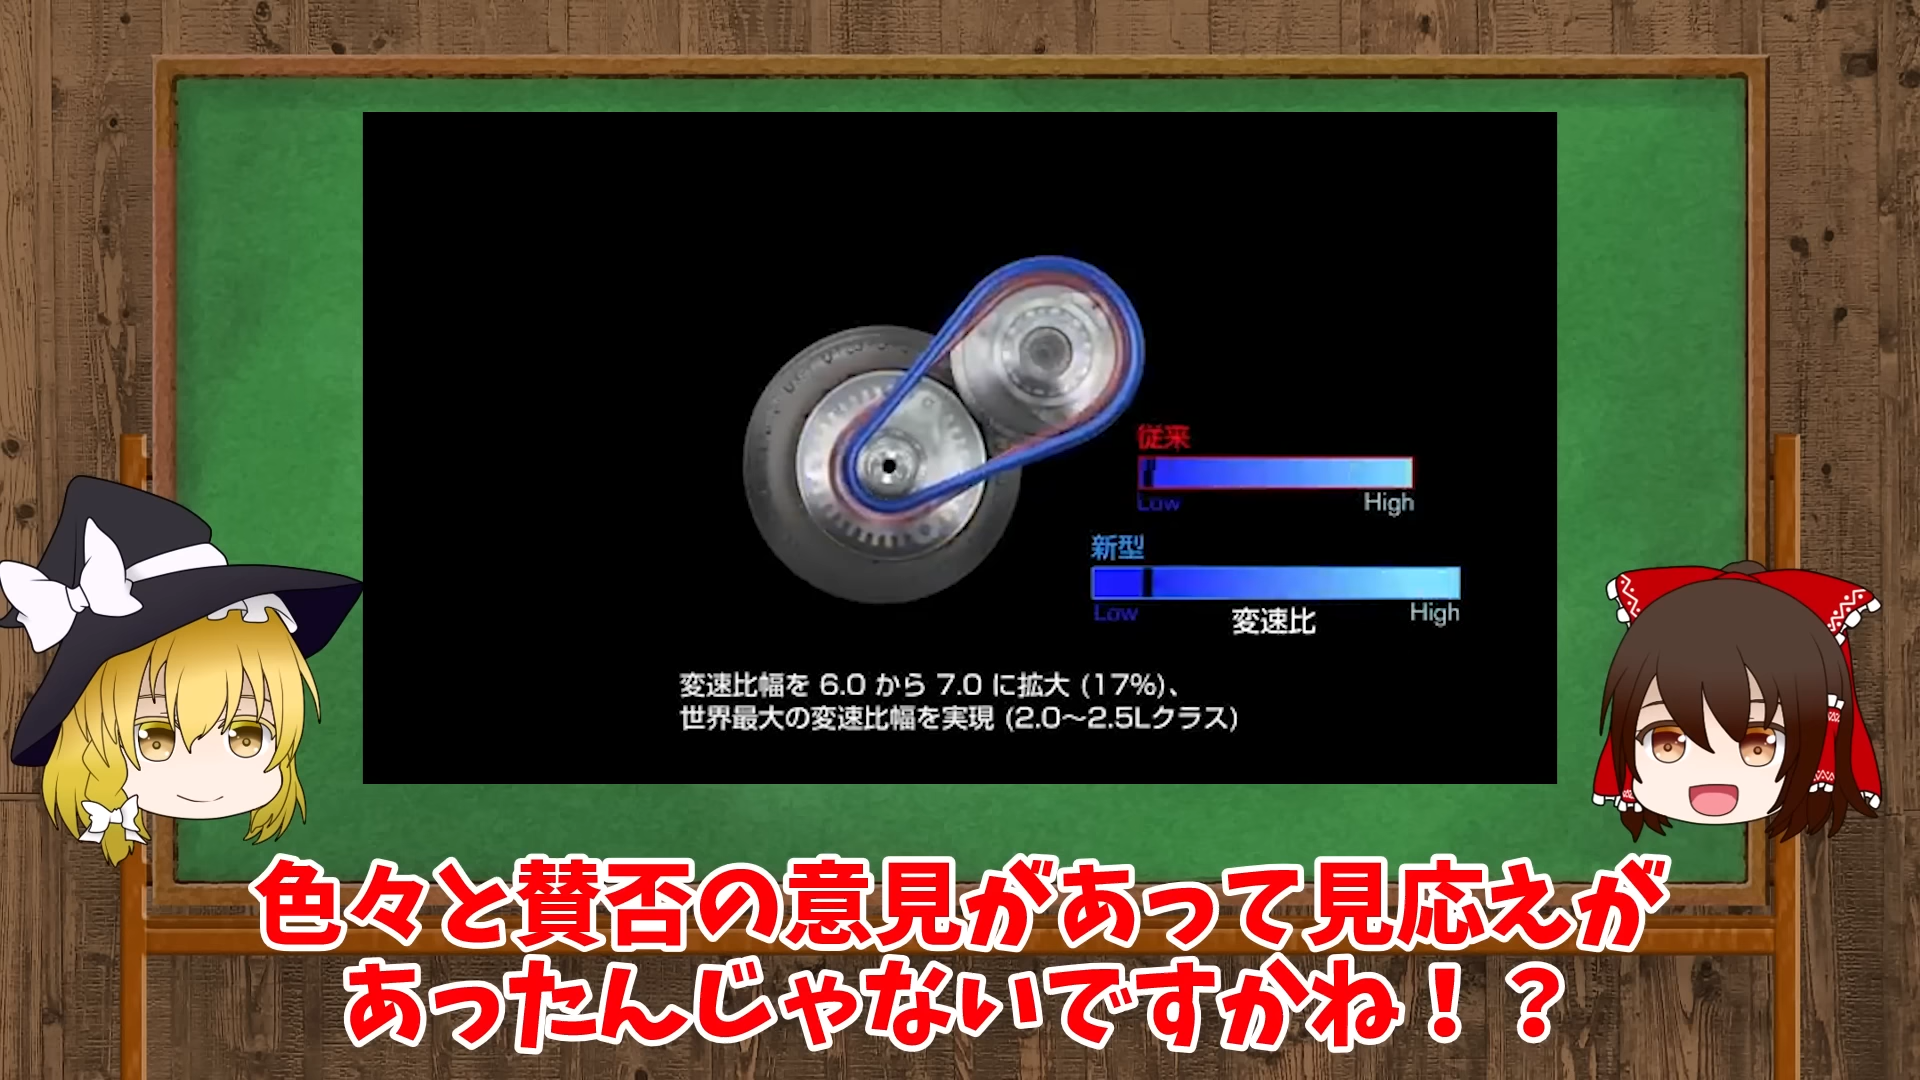 従来
Low High
新型
Low High
変速比
変速比幅を 6.0 から 7.0 に拡大 (17%)、
世界最大の変速比幅を実現 (2.0～2.5Lクラス)
色々と賛否の意見があって見応えが
あったんじゃないですかね！？